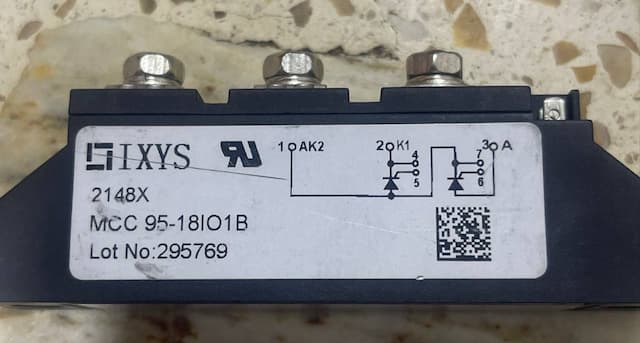 IXYS
1 AK2 2 K1 3 A
4 7
5 6
2148X
MCC 95-18IO1B
Lot No:295769